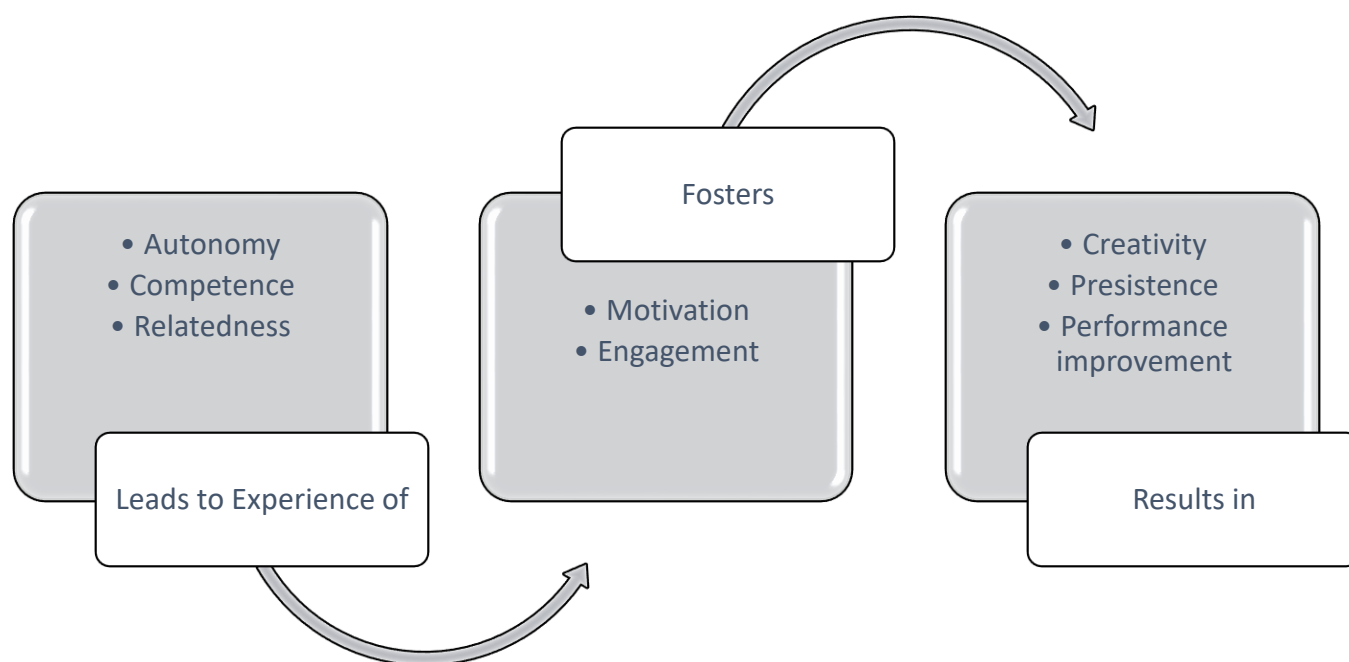 • Autonomy
• Competence
• Relatedness
Leads to Experience of
Fosters
• Motivation
• Engagement
• Creativity
• Presistence
• Performance
improvement
Results in